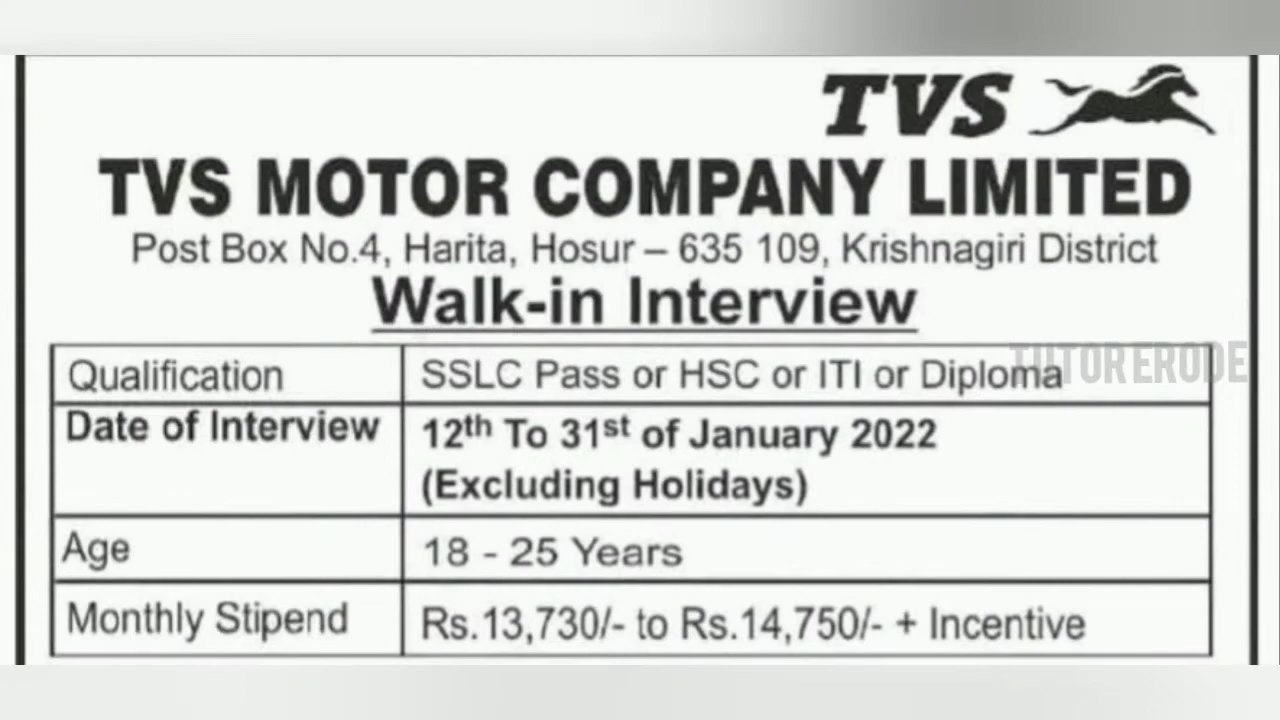 TVS
TVS MOTOR COMPANY LIMITED
Post Box No.4, Harita, Hosur – 635 109, Krishnagiri District
Walk-in Interview
Qualification SSLC Pass or HSC or ITI or Diploma
TUTOR ERODE
Date of Interview 12th To 31st of January 2022
(Excluding Holidays)
Age 18 - 25 Years
Monthly Stipend Rs.13,730/- to Rs.14,750/- + Incentive